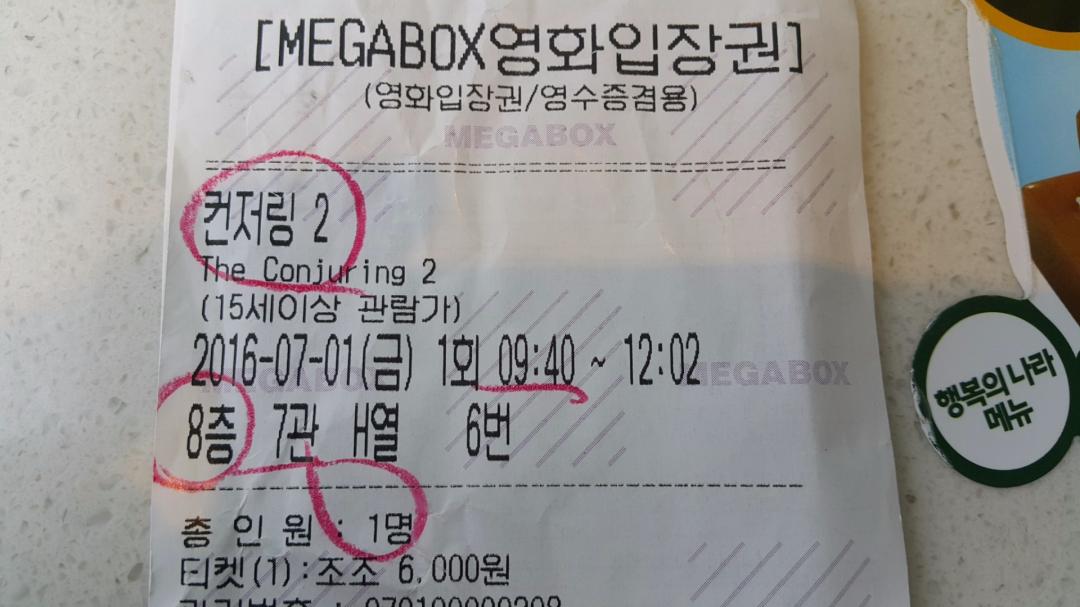 [MEGABOX영화입장권]
(영화입장권/영수증겸용)
MEGABOX
컨저링 2
The Conjuring 2
(15세이상 관람가)
2016-07-01(금) 1회 09:40 ~ 12:02
MEGABOX MEGABOX
8층 7관 H열 6번
총 인 원 : 1명
티켓(1):조조 6,000원
행복의 나라
메뉴